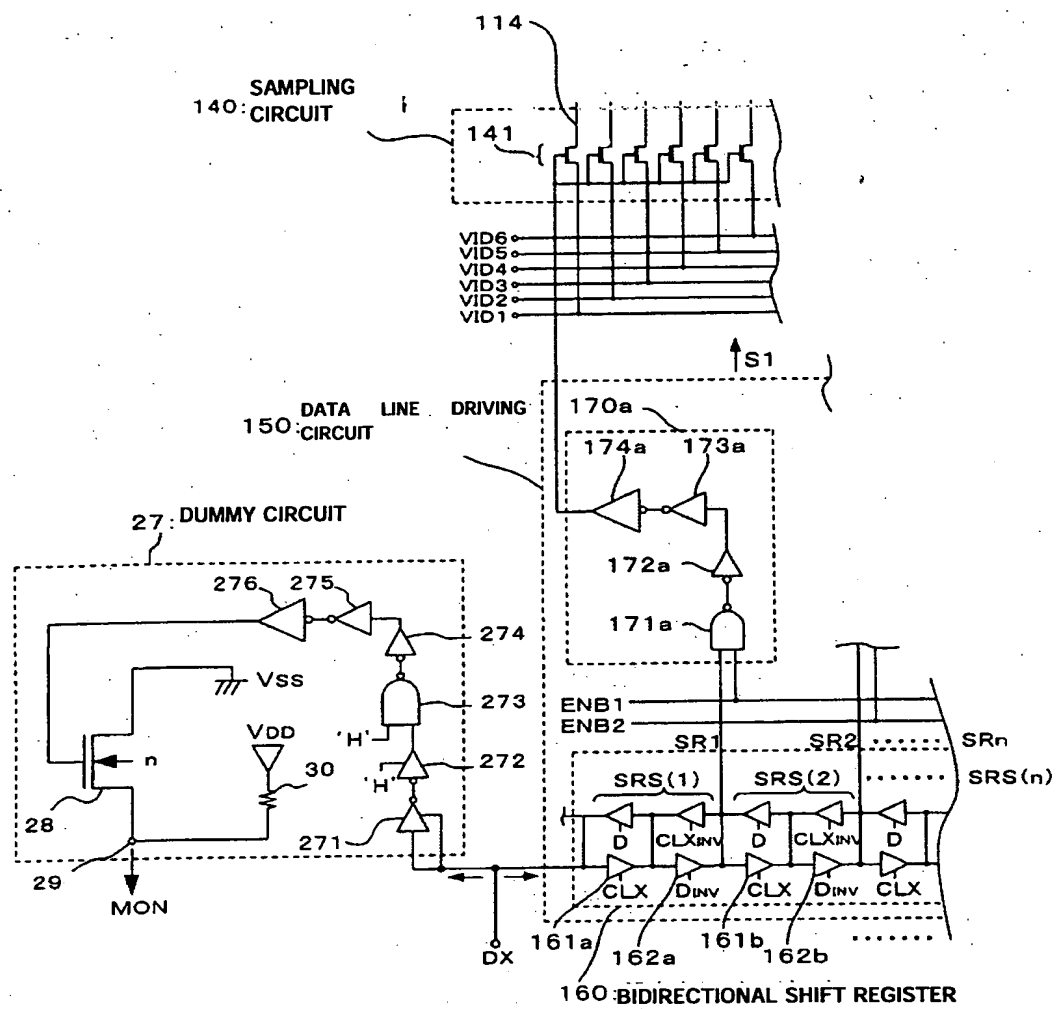 114
140: SAMPLING CIRCUIT
141
VID6
VID5
VID4
VID3
VID2
VID1
S1
150: DATA LINE DRIVING CIRCUIT
170a
174a
173a
172a
171a
27: DUMMY CIRCUIT
276
275
274
273
VSS
'H'
VDD
n
30
272
'H'
28
271
29
MON
ENB1
ENB2
SR1
SR2
SRn
SRS(1)
SRS(2)
SRS(n)
D
CLXINV
D
CLXINV
D
CLX
DINV
CLX
DINV
CLX
161a
162a
161b
162b
DX
160: BIDIRECTIONAL SHIFT REGISTER